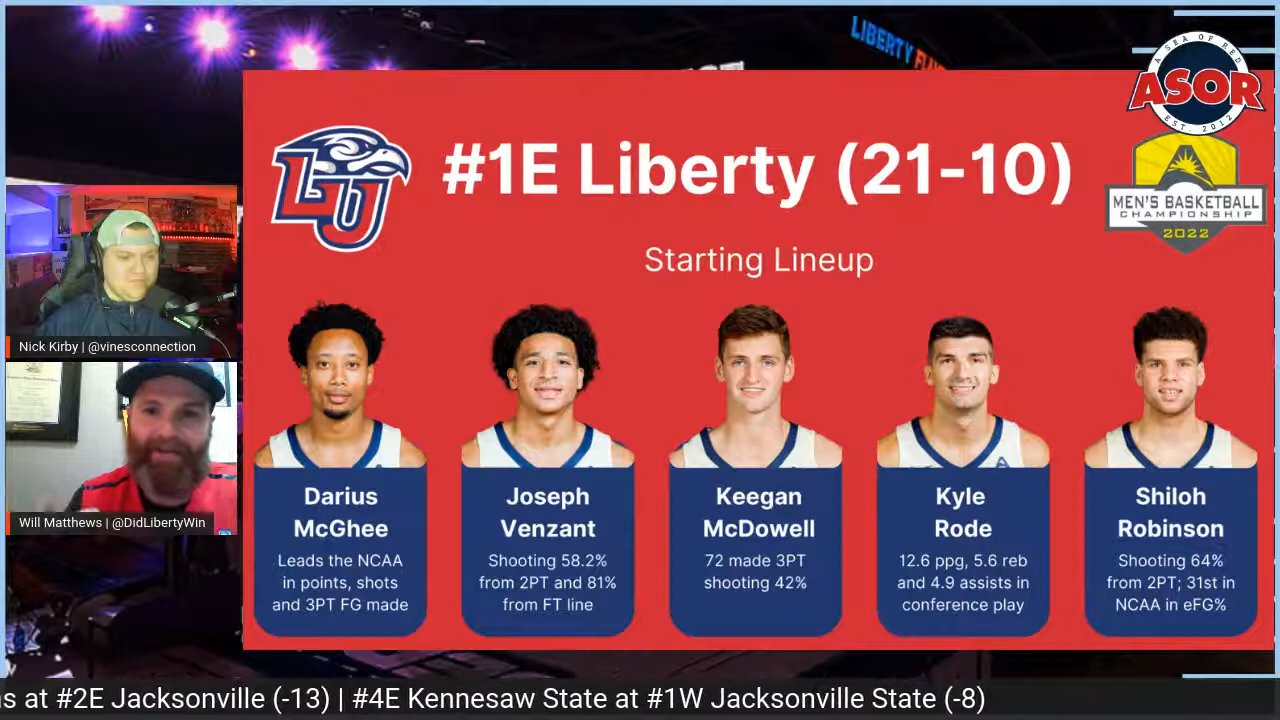 LIBERTY FLAMES
A SEA OF RED
ASOR
EST. 2012
LU
#1E Liberty (21-10)
MEN'S BASKETBALL
CHAMPIONSHIP
2022
Starting Lineup
Nick Kirby | @vinesconnection
Will Matthews | @DidLibertyWin
Darius
McGhee
Leads the NCAA
in points, shots
and 3PT FG made
Joseph
Venzant
Shooting 58.2%
from 2PT and 81%
from FT line
Keegan
McDowell
72 made 3PT
shooting 42%
Kyle
Rode
12.6 ppg, 5.6 reb
and 4.9 assists in
conference play
Shiloh
Robinson
Shooting 64%
from 2PT; 31st in
NCAA in eFG%
s at #2E Jacksonville (-13) | #4E Kennesaw State at #1W Jacksonville State (-8)